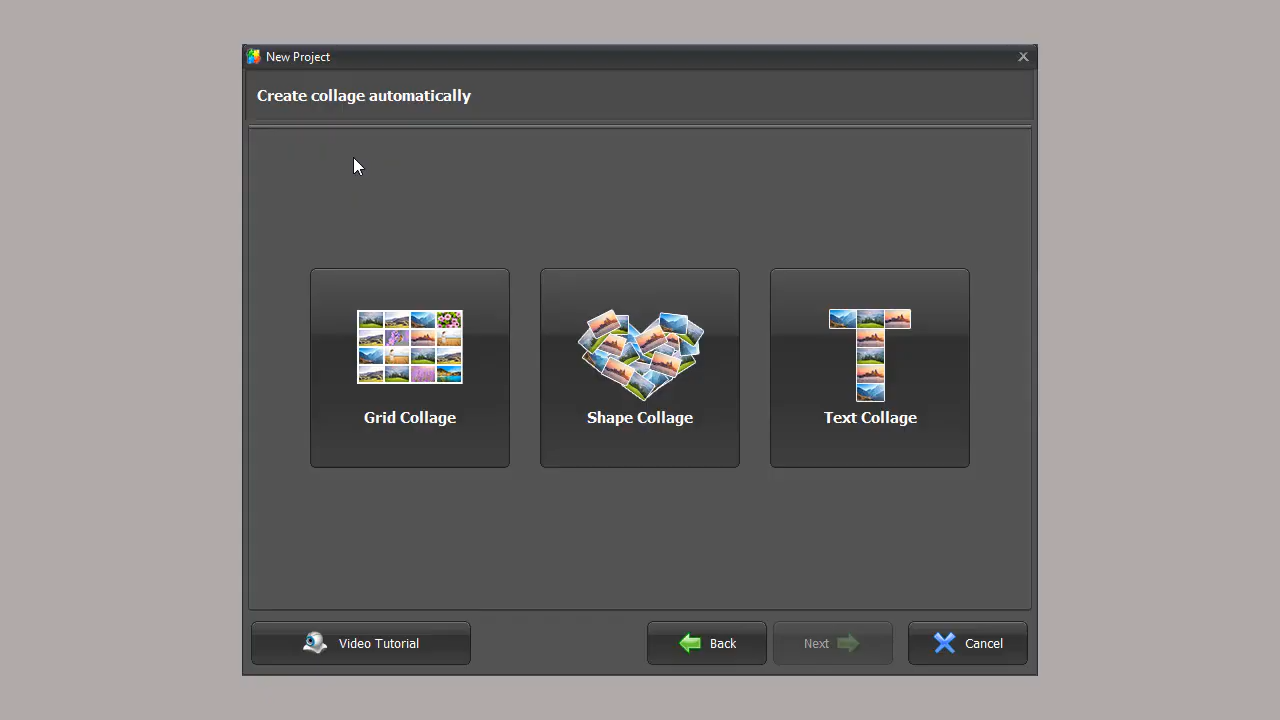 New Project
Create collage automatically
Grid Collage
Shape Collage
Text Collage
Video Tutorial
Back
Next
Cancel